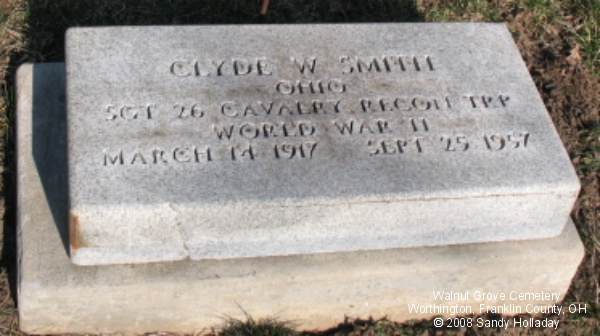 CLYDE W SMITH
OHIO
SGT 26 CAVALRY RECON TRP
WORLD WAR II
MARCH 14 1917 SEPT 25 1957
Walnut Grove Cemetery
Worthington, Franklin County, OH
© 2008 Sandy Holladay